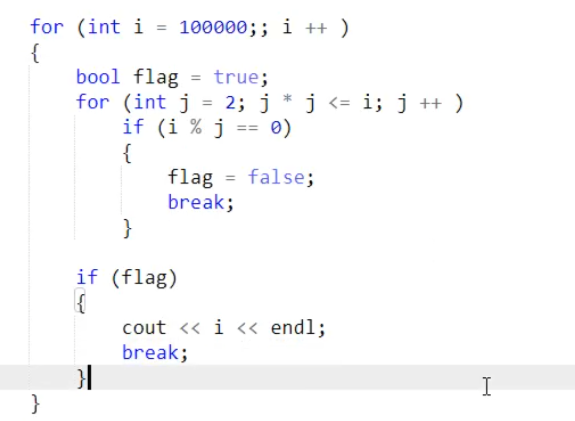 for (int i = 100000;; i ++ )
{
    bool flag = true;
    for (int j = 2; j * j <= i; j ++ )
        if (i % j == 0)
        {
            flag = false;
            break;
        }

    if (flag)
    {
        cout << i << endl;
        break;
    }
}